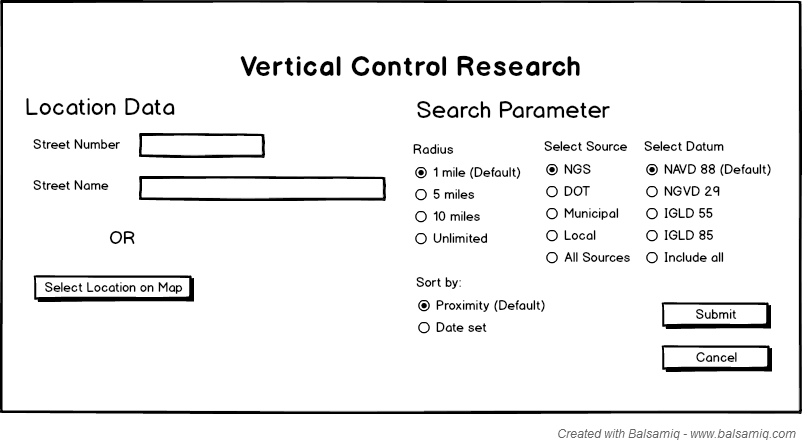 Vertical Control Research
Location Data
Street Number
Street Name
OR
Select Location on Map
Search Parameter
Radius
1 mile (Default)
5 miles
10 miles
Unlimited
Select Source
NGS
DOT
Municipal
Local
All Sources
Select Datum
NAVD 88 (Default)
NGVD 29
IGLD 55
IGLD 85
Include all
Sort by:
Proximity (Default)
Date set
Submit
Cancel
Created with Balsamiq - www.balsamiq.com